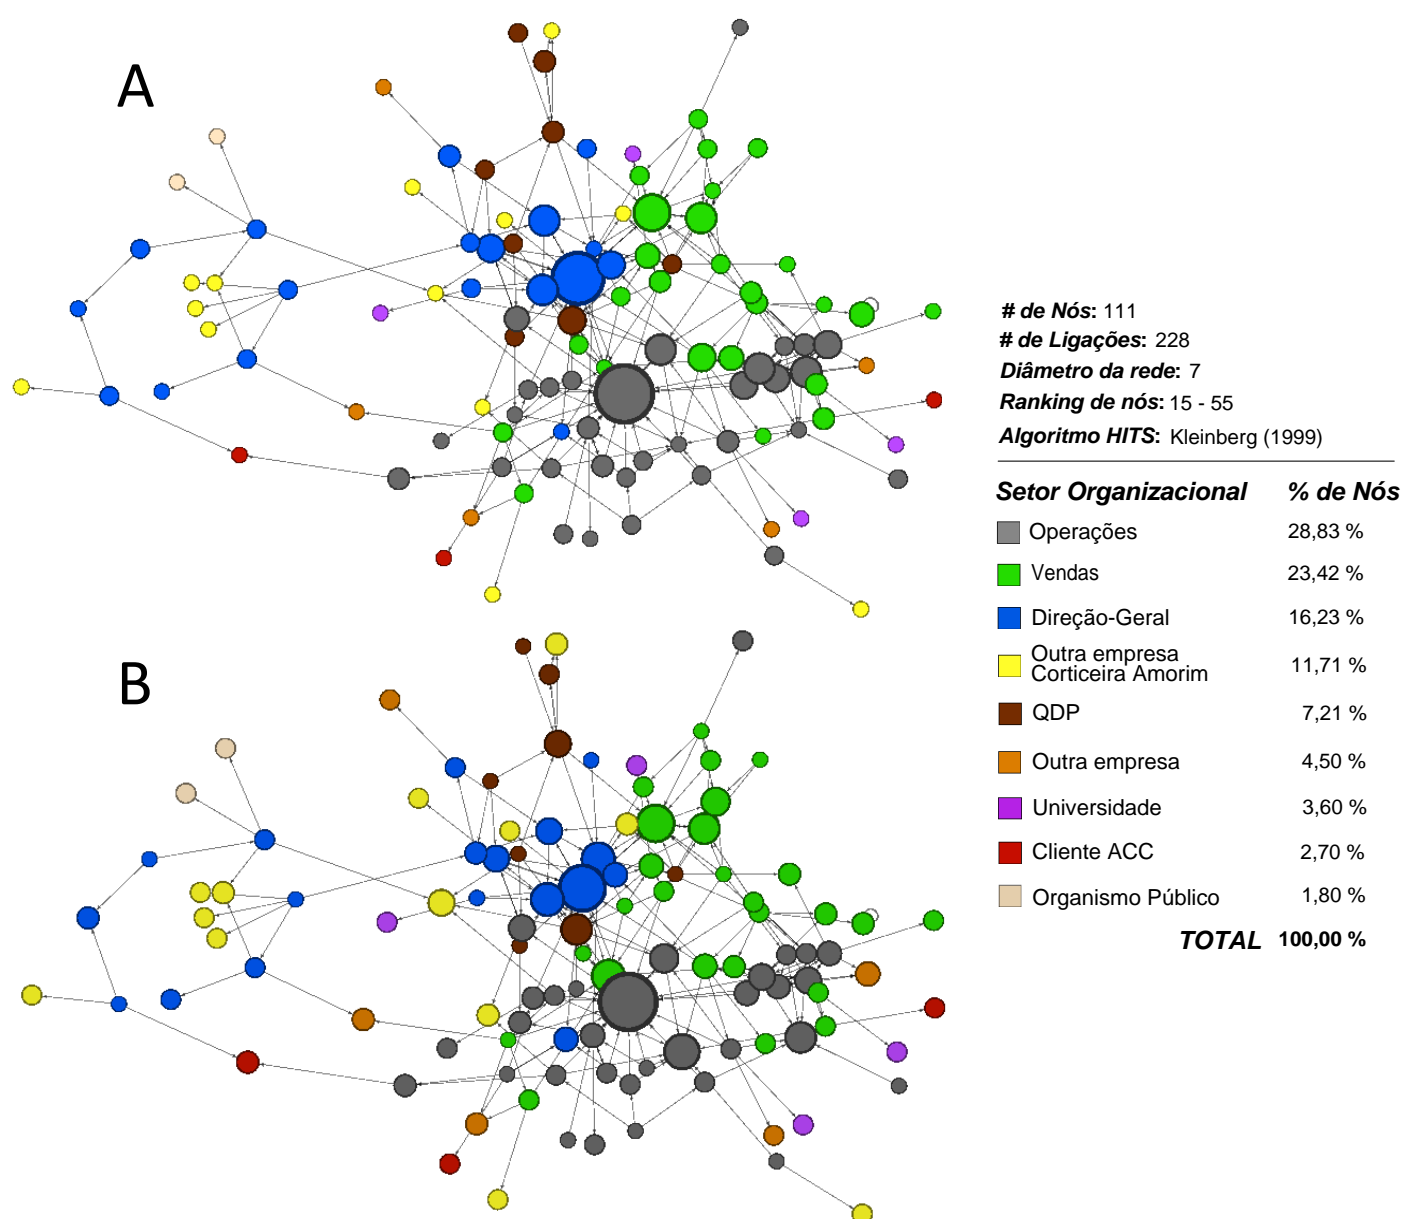 A
B
# de Nós: 111
# de Ligações: 228
Diâmetro da rede: 7
Ranking de nós: 15 - 55
Algoritmo HITS: Kleinberg (1999)
Setor Organizacional % de Nós
Operações 28,83 %
Vendas 23,42 %
Direção-Geral 16,23 %
Outra empresa
Corticeira Amorim 11,71 %
QDP 7,21 %
Outra empresa 4,50 %
Universidade 3,60 %
Cliente ACC 2,70 %
Organismo Público 1,80 %
TOTAL 100,00 %